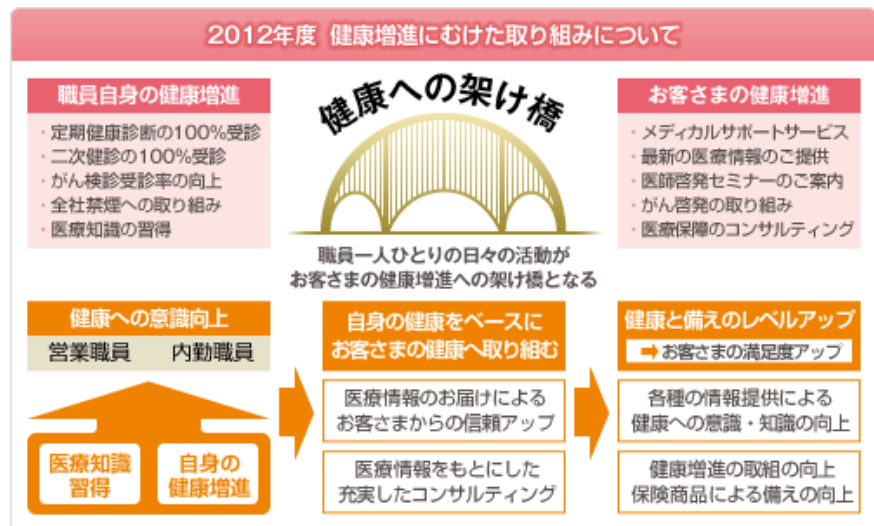 2012年度 健康増進にむけた取り組みについて
職員自身の健康増進
・定期健康診断の100%受診
・二次健診の100%受診
・がん検診受診率の向上
・全社禁煙への取り組み
・医療知識の習得
健康への架け橋
職員一人ひとりの日々の活動が
お客さまの健康増進への架け橋となる
お客さまの健康増進
・メディカルサポートサービス
・最新の医療情報のご提供
・医師啓発セミナーのご案内
・がん啓発の取り組み
・医療保障のコンサルティング
健康への意識向上
営業職員 内勤職員
医療知識
習得
自身の
健康増進
自身の健康をベースに
お客さまの健康へ取り組む
医療情報のお届けによる
お客さまからの信頼アップ
医療情報をもとにした
充実したコンサルティング
健康と備えのレベルアップ
➡お客さまの満足度アップ
各種の情報提供による
健康への意識・知識の向上
健康増進の取組の向上
保険商品による備えの向上